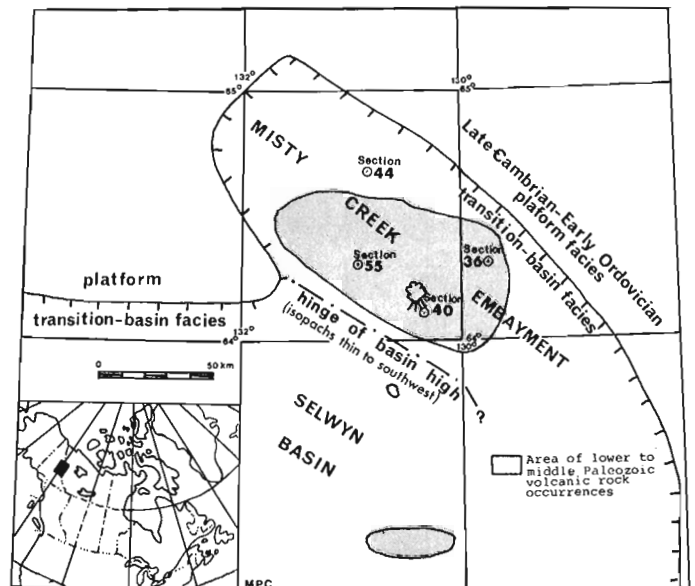 132°
65°
130°
65°
MISTY
Section
44
CREEK
Section
55
Section
36
Section
40
EMBAYMENT
Late Cambrian-Early Ordovician
plaform facies
transition-basin facies
platform
transition-basin facies
64°
132°
64°
130°
hinge of basin high
(isopachs thin to southwest)
?
0 50 km
SELWYN
BASIN
Area of lower to
middle Paleozoic
volcanic rock
occurrences
MPC